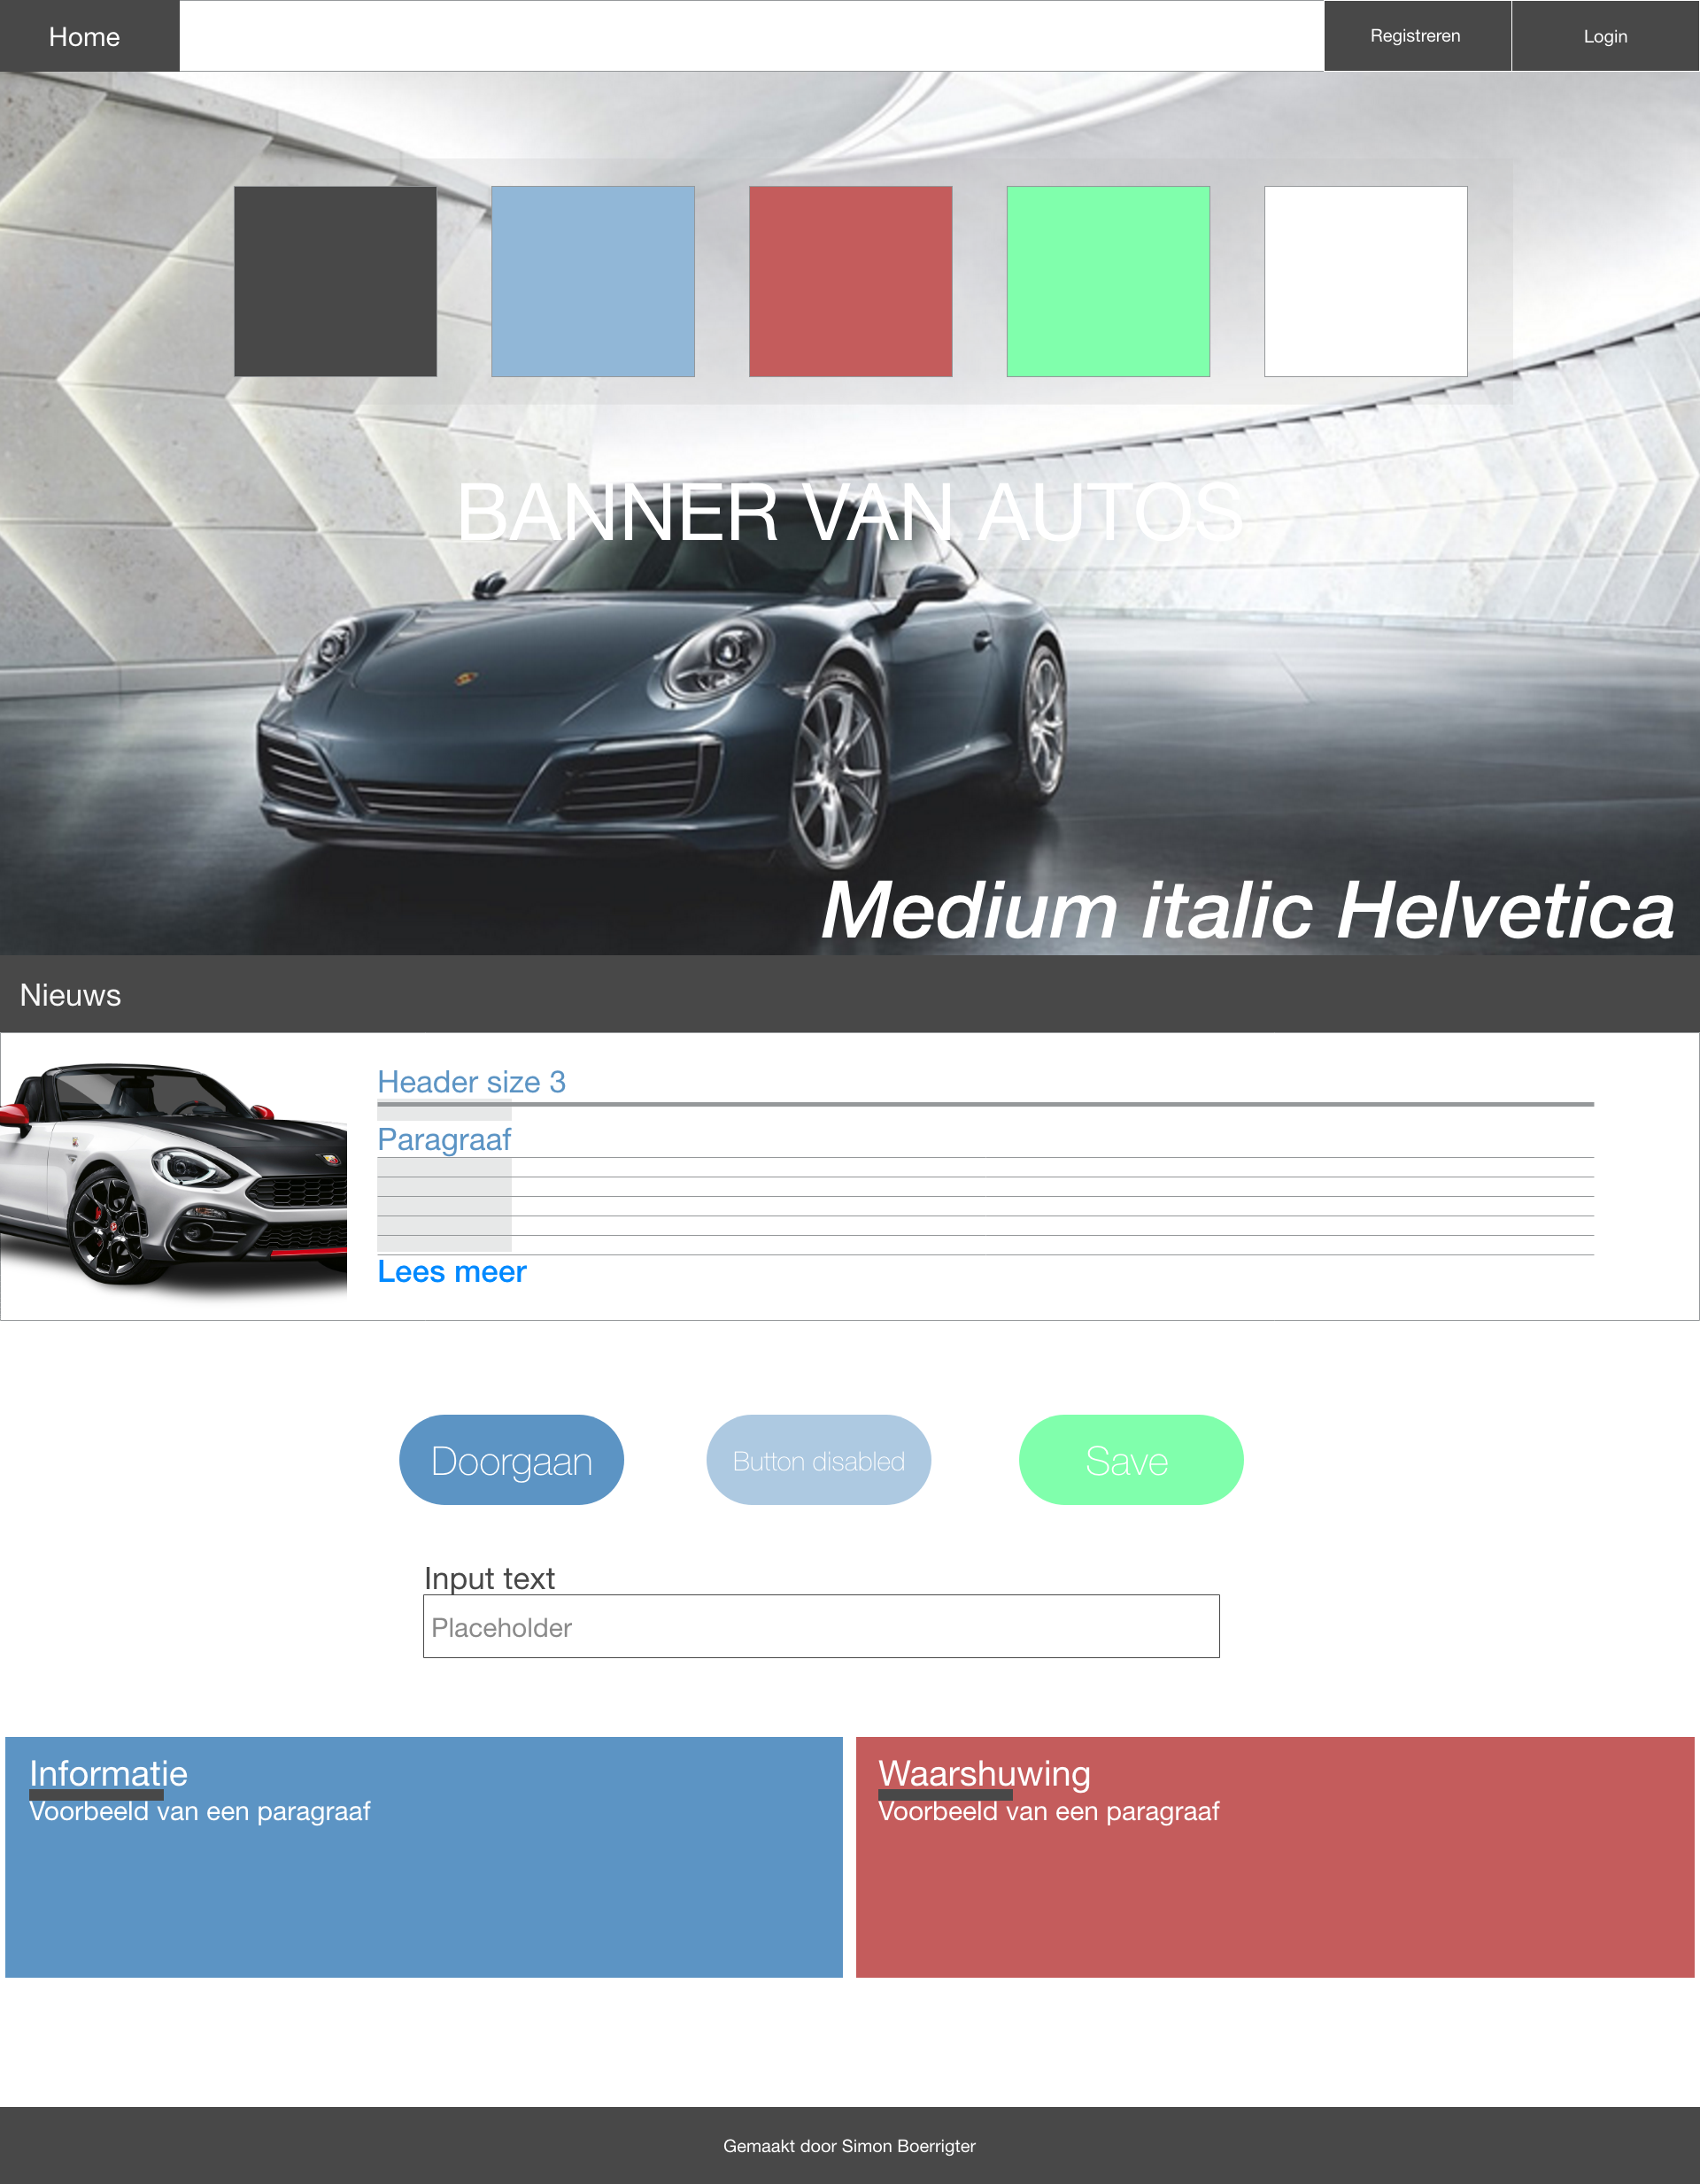 Home
Registreren
Login
BANNER VAN AUTOS
Medium italic Helvetica
Nieuws
Header size 3
Paragraaf
Lees meer
Doorgaan
Button disabled
Save
Input text
Placeholder
Informatie
Voorbeeld van een paragraaf
Waarshuwing
Voorbeeld van een paragraaf
Gemaakt door Simon Boerrigter